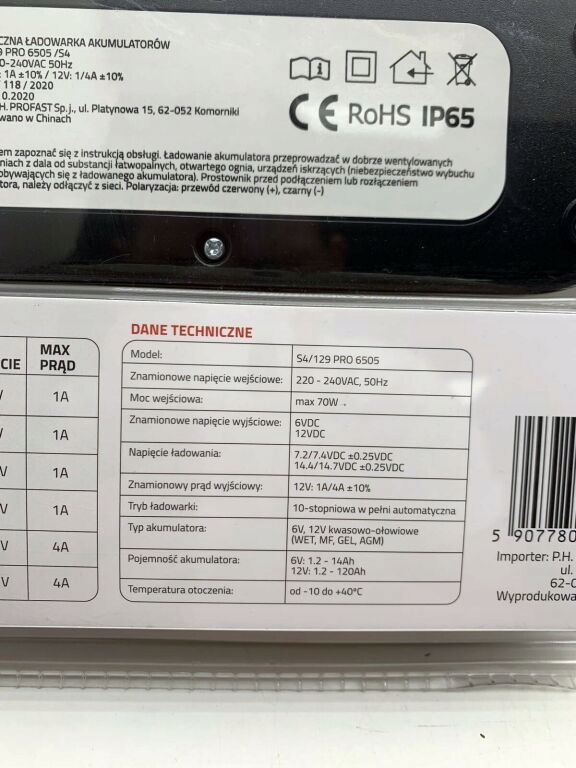 CZNA ŁADOWARKA AKUMULATORÓW
9 PRO 6505 /S4
0-240VAC 50Hz
: 1A ±10% / 12V: 1/4A ±10%
118 / 2020
0.2020
H. PROFAST Sp.j., ul. Platynowa 15, 62-052 Komorniki
wano w Chinach
CE RoHS IP65
em zapoznać się z instrukcją obsługi. Ładowanie akumulatora przeprowadzać w dobrze wentylowanych
niach z dala od substancji łatwopalnych, otwartego ognia, urządzeń iskrzących (niebezpieczeństwo wybuchu
obywających się z ładowanego akumulatora). Prostownik przed podłączeniem lub rozłączeniem
tora, należy odłączyć z sieci. Polaryzacja: przewód czerwony (+), czarny (-)
CIE
MAX
PRĄD
V 1A
V 1A
V 1A
V 4A
V 4A
DANE TECHNICZNE
Model: S4/129 PRO 6505
Znamionowe napięcie wejściowe: 220 - 240VAC, 50Hz
Moc wejściowa: max 70W
Znamionowe napięcie wyjściowe: 6VDC
12VDC
Napięcie ładowania: 7.2/7.4VDC ±0.25VDC
14.4/14.7VDC ±0.25VDC
Znamionowy prąd wyjściowy: 12V: 1A/4A ±10%
Tryb ładowarki: 10-stopniowa w pełni automatyczna
Typ akumulatora: 6V, 12V kwasowo-ołowiowe
(WET, MF, GEL, AGM)
Pojemność akumulatora: 6V: 1.2 - 14Ah
12V: 1.2 - 120Ah
Temperatura otoczenia: od -10 do +40°C
5 907780
Importer: P.H.
ul.
62-0
Wyprodukowa